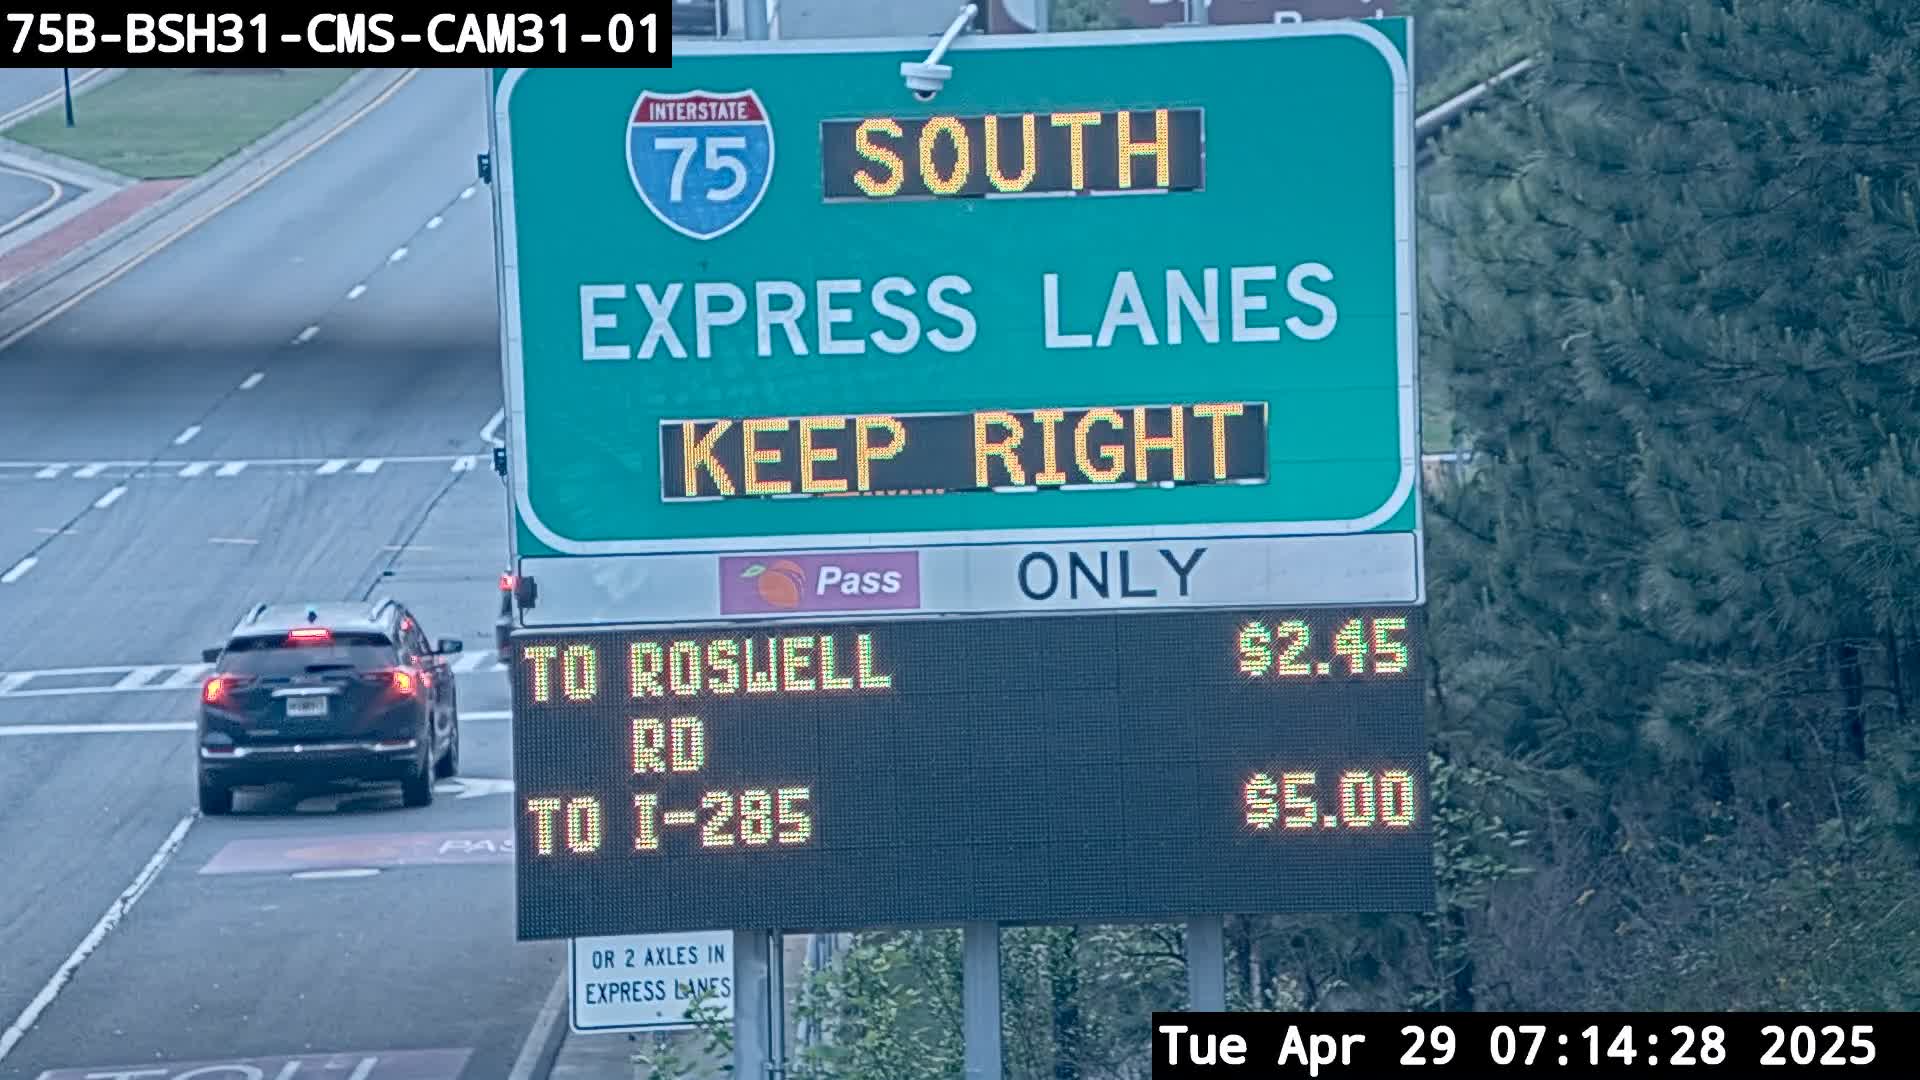 75B-BSH31-CMS-CAM31-01
INTERSTATE
75
SOUTH
EXPRESS LANES
KEEP RIGHT
Pass ONLY
TO ROSWELL $2.45
RD
TO I-285 $5.00
OR 2 AXLES IN
EXPRESS LANES
Tue Apr 29 07:14:28 2025